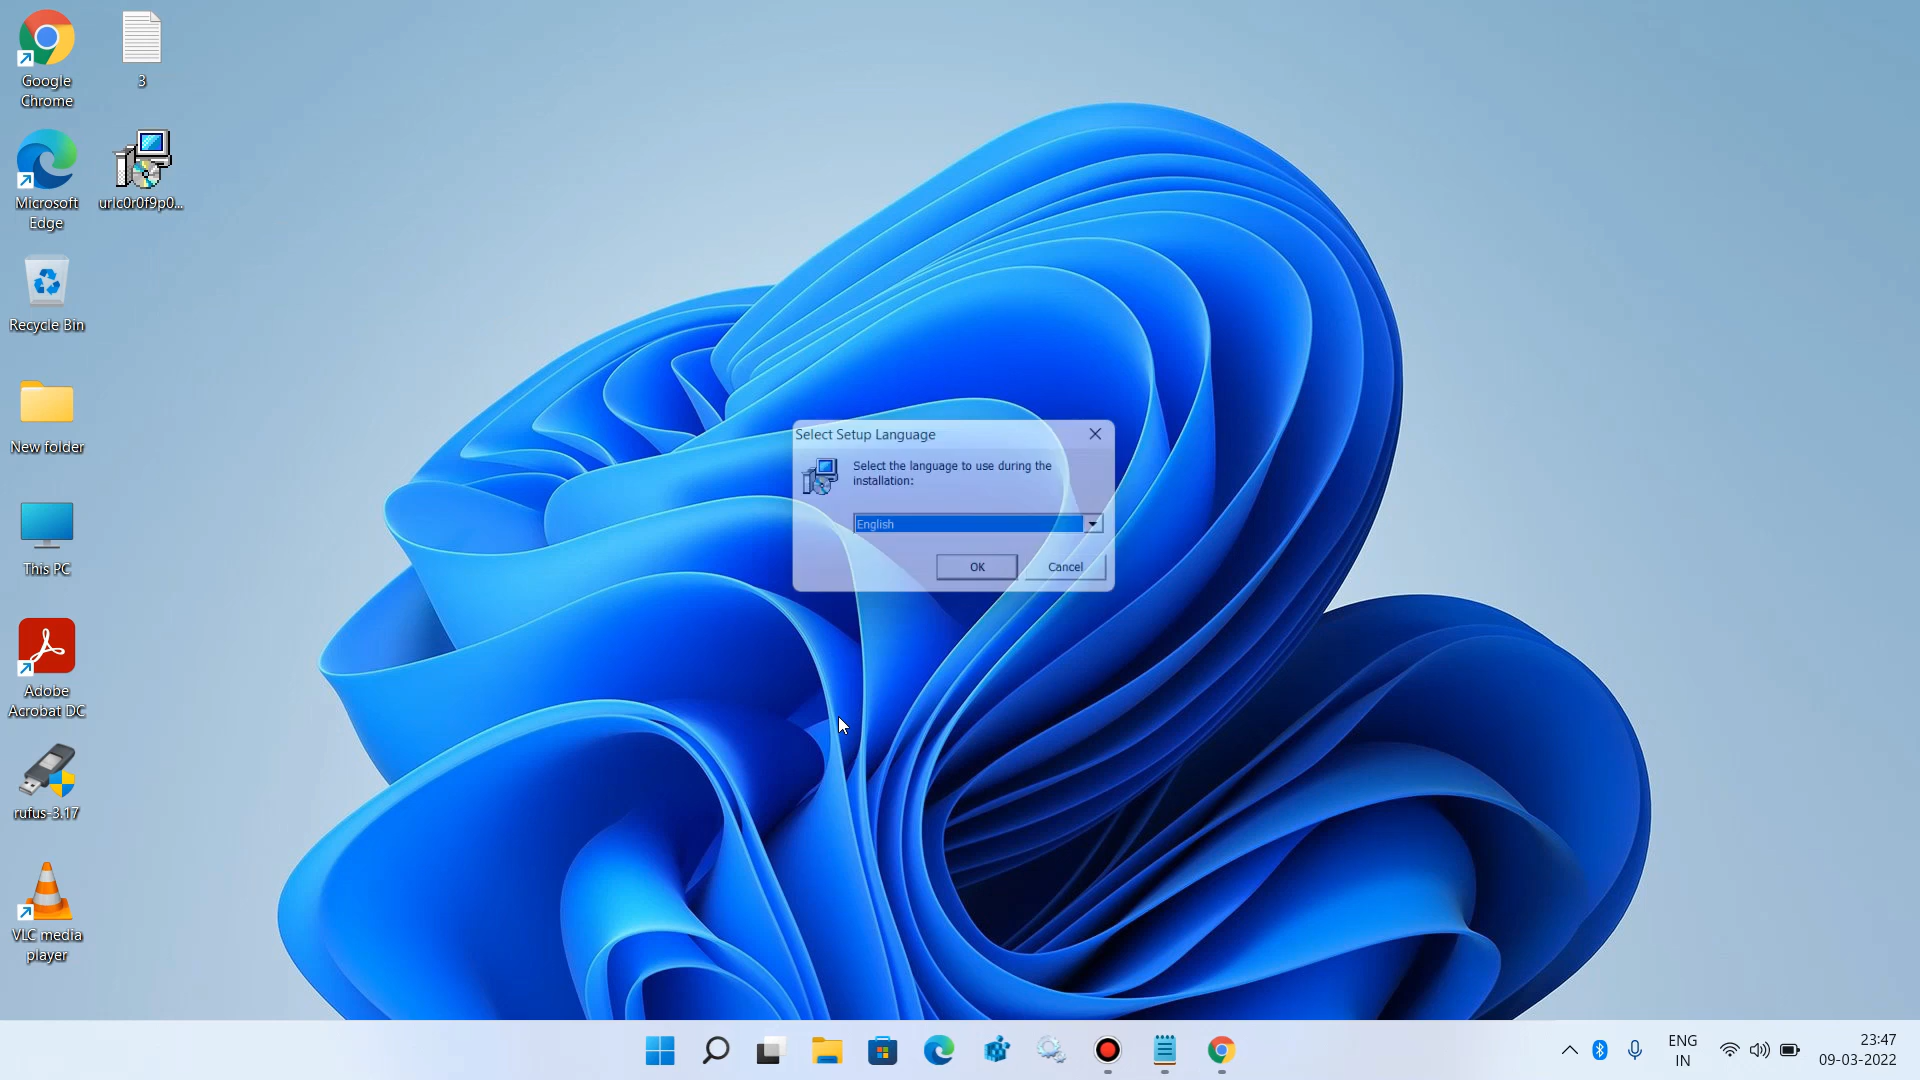 Google
Chrome
3
Microsoft
Edge
urlc0r0f9p0...
Recycle Bin
New folder
This PC
Adobe
Acrobat DC
rufus-3.17
VLC media
player
Select Setup Language
Select the language to use during the
installation:
English
OK
Cancel
ENG
IN
23:47
09-03-2022